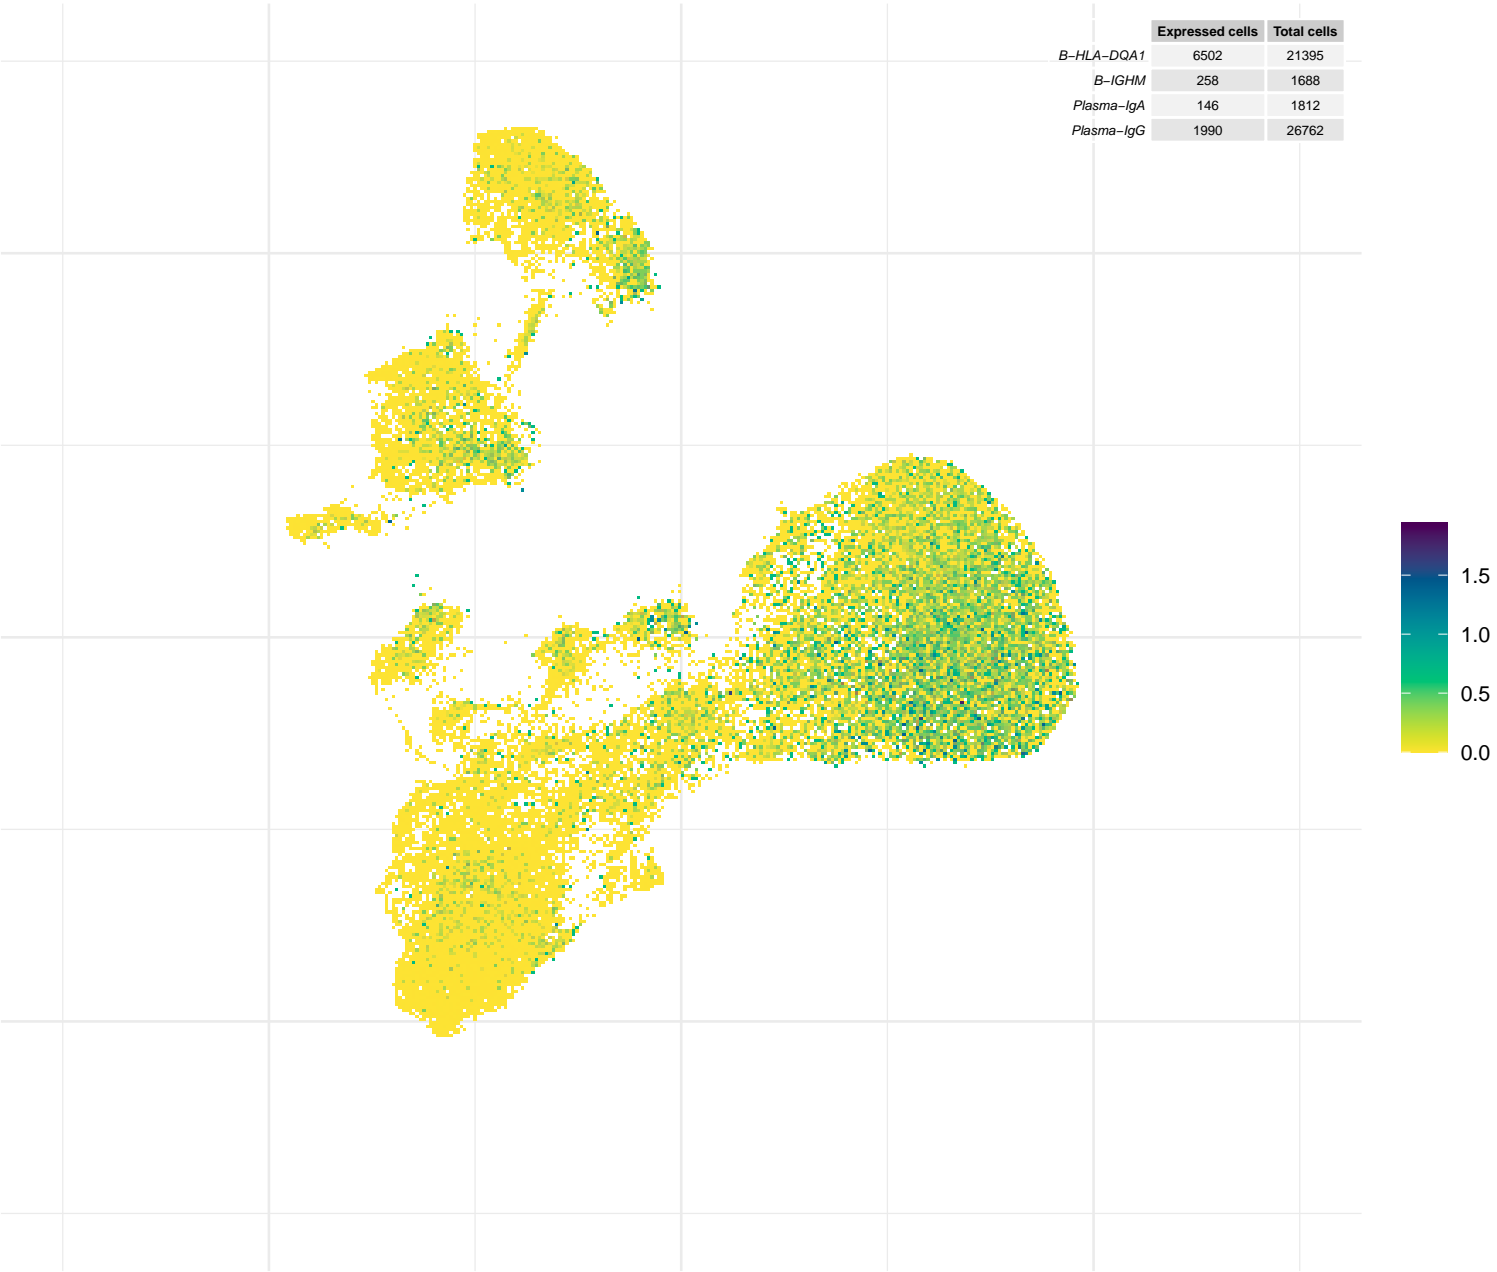 Expressed cells Total cells
B−HLA−DQA1 6502 21395
B−IGHM 258 1688
Plasma−IgA 146 1812
Plasma−IgG 1990 26762
1.5
1.0
0.5
0.0